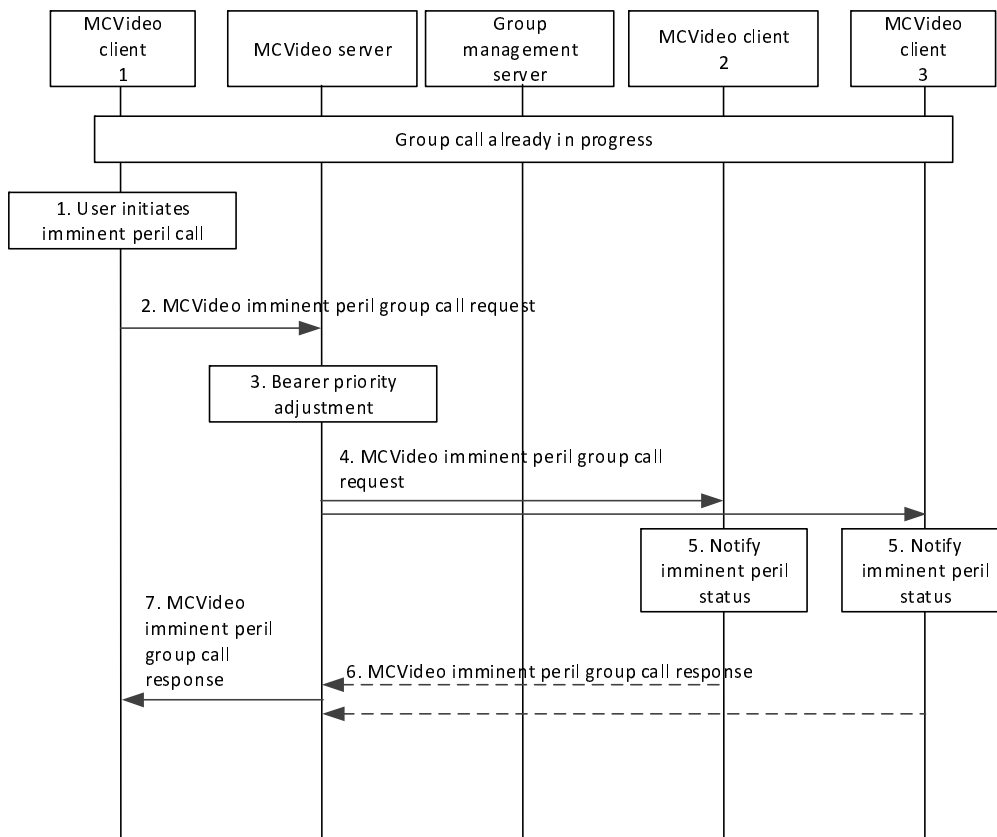 MCVideo
client
1
MCVideo server
Group
management
server
MCVideo client
2
MCVideo
client
3
Group call already in progress
1. User initiates
imminent peril call
2. MCVideo imminent peril group call request
3. Bearer priority
adjustment
4. MCVideo imminent peril group call
request
5. Notify
imminent peril
status
5. Notify
imminent peril
status
7. MCVideo
imminent peril
group call
response
6. MCVideo imminent peril group call response